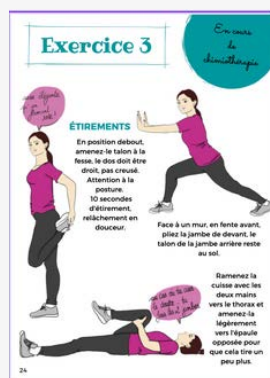 Exercice 3
En cours
de
chimiothérapie
ÉTIREMENTS
En position debout,
amenez-le talon à la
fesse, le dos doit être
droit, pas creusé.
Attention à la
posture.
10 secondes
d'étirement,
relâchement en
douceur.
Face à un mur, en fente avant,
pliez la jambe de devant, le
talon de la jambe arrière reste
au sol.
Ramenez la
cuisse avec les
deux mains
vers le thorax et
amenez-la
légèrement
vers l'épaule
opposée pour
que cela tire un
peu plus.
24